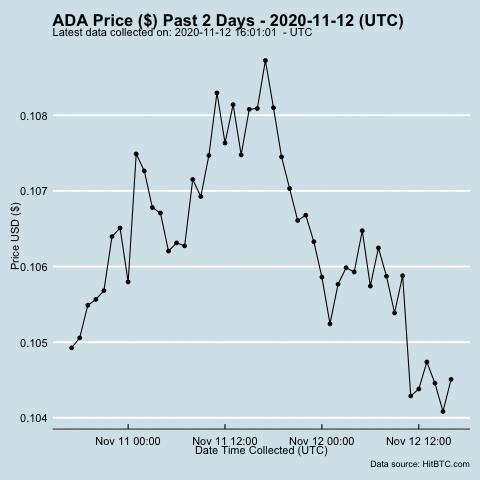 ADA Price ($) Past 2 Days - 2020-11-12 (UTC)
Latest data collected on: 2020-11-12 16:01:01  - UTC
0.108
0.107
0.106
0.105
0.104
Price USD ($)
Nov 11 00:00 Nov 11 12:00 Nov 12 00:00 Nov 12 12:00
Date Time Collected (UTC)
Data source: HitBTC.com